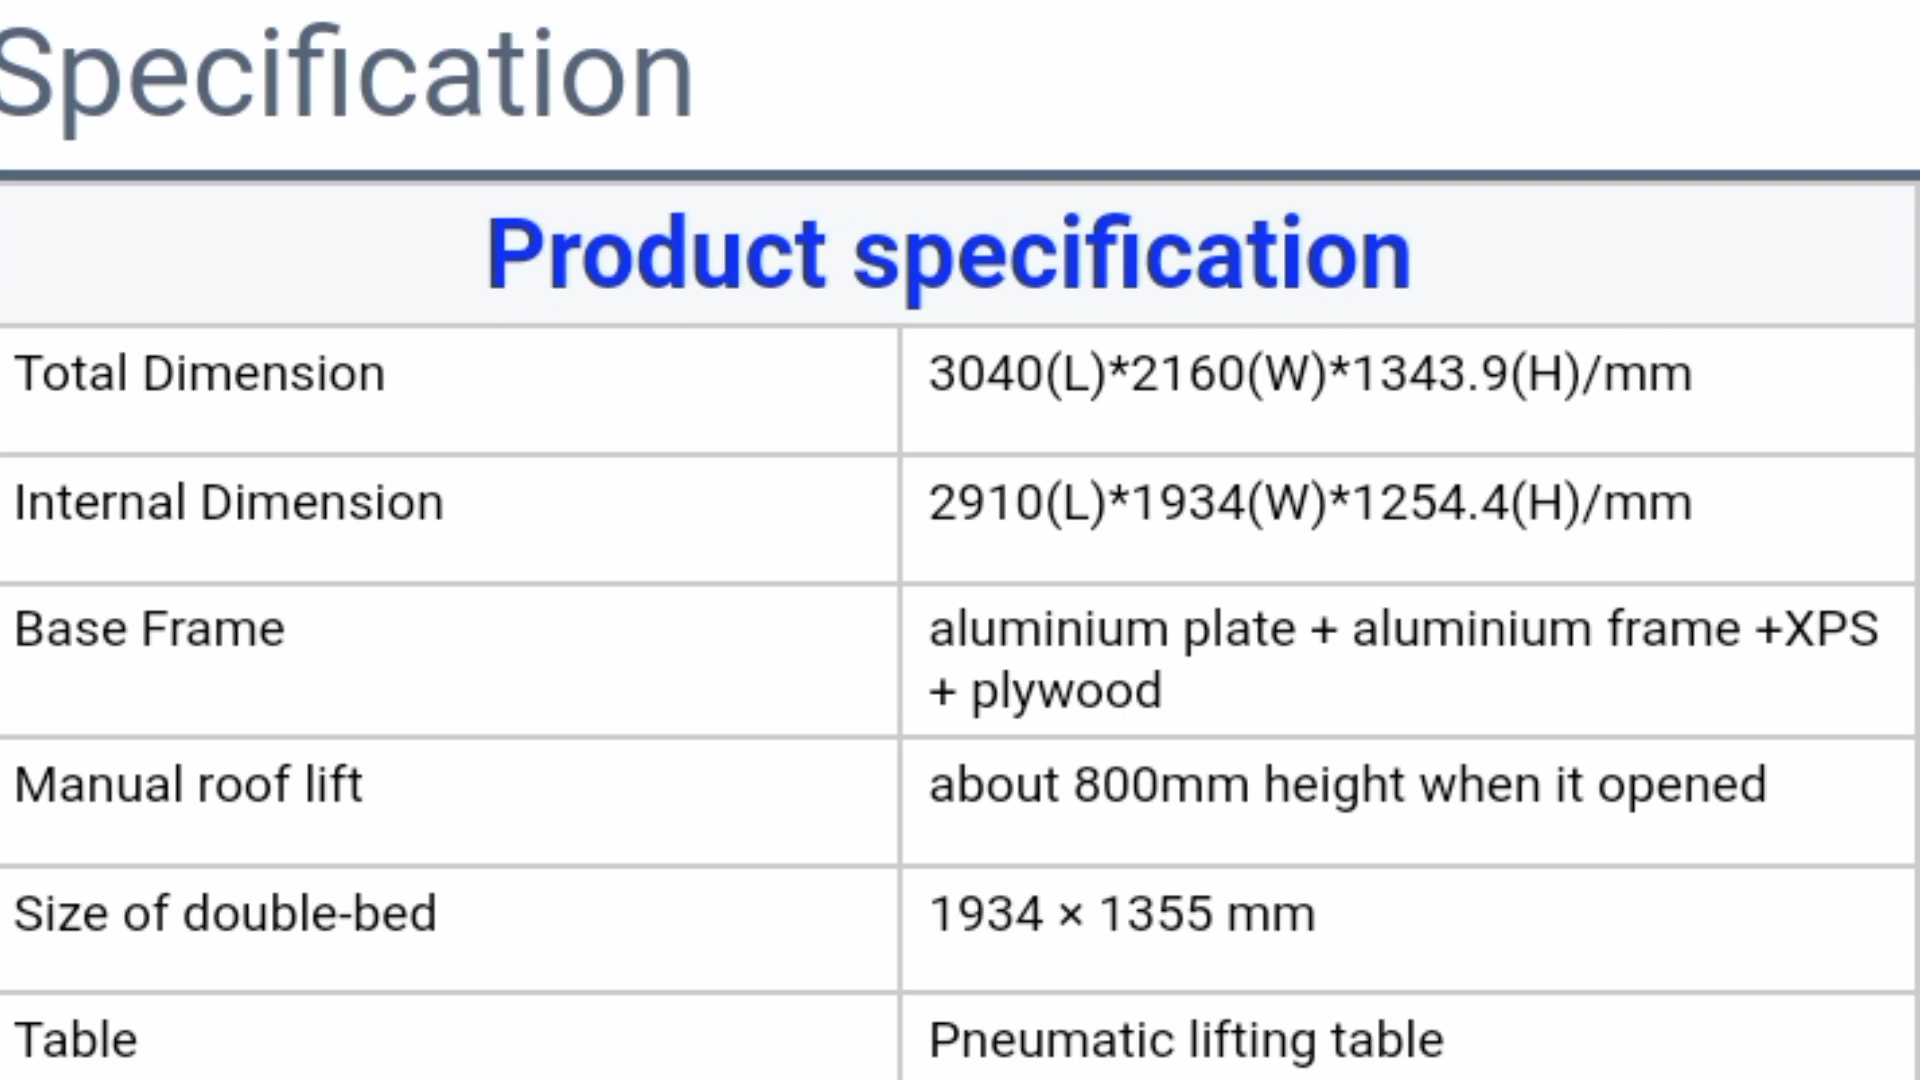 Specification
Product specification
Total Dimension
3040(L)*2160(W)*1343.9(H)/mm
Internal Dimension
2910(L)*1934(W)*1254.4(H)/mm
Base Frame
aluminium plate + aluminium frame +XPS
+ plywood
Manual roof lift
about 800mm height when it opened
Size of double-bed
1934 × 1355 mm
Table
Pneumatic lifting table